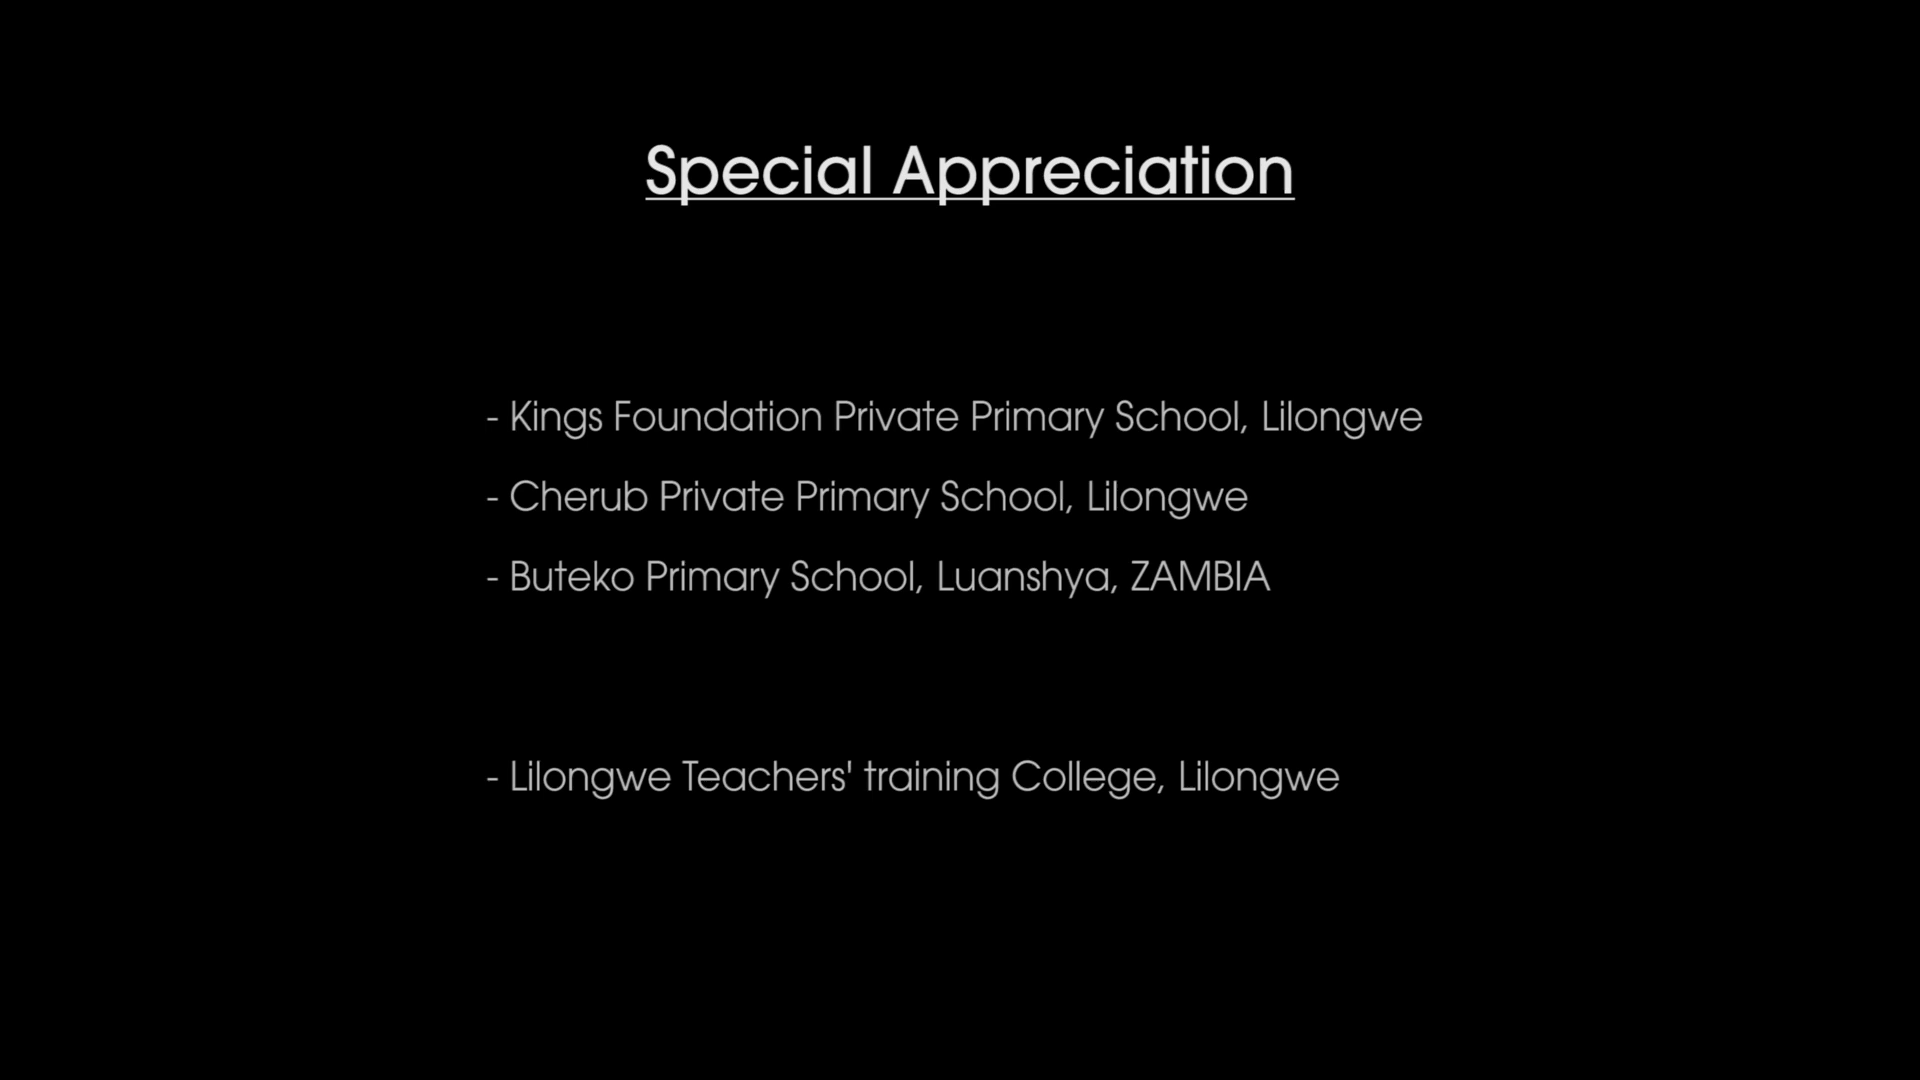 Special Appreciation
- Kings Foundation Private Primary School, Lilongwe
- Cherub Private Primary School, Lilongwe
- Buteko Primary School, Luanshya, ZAMBIA
- Lilongwe Teachers' training College, Lilongwe